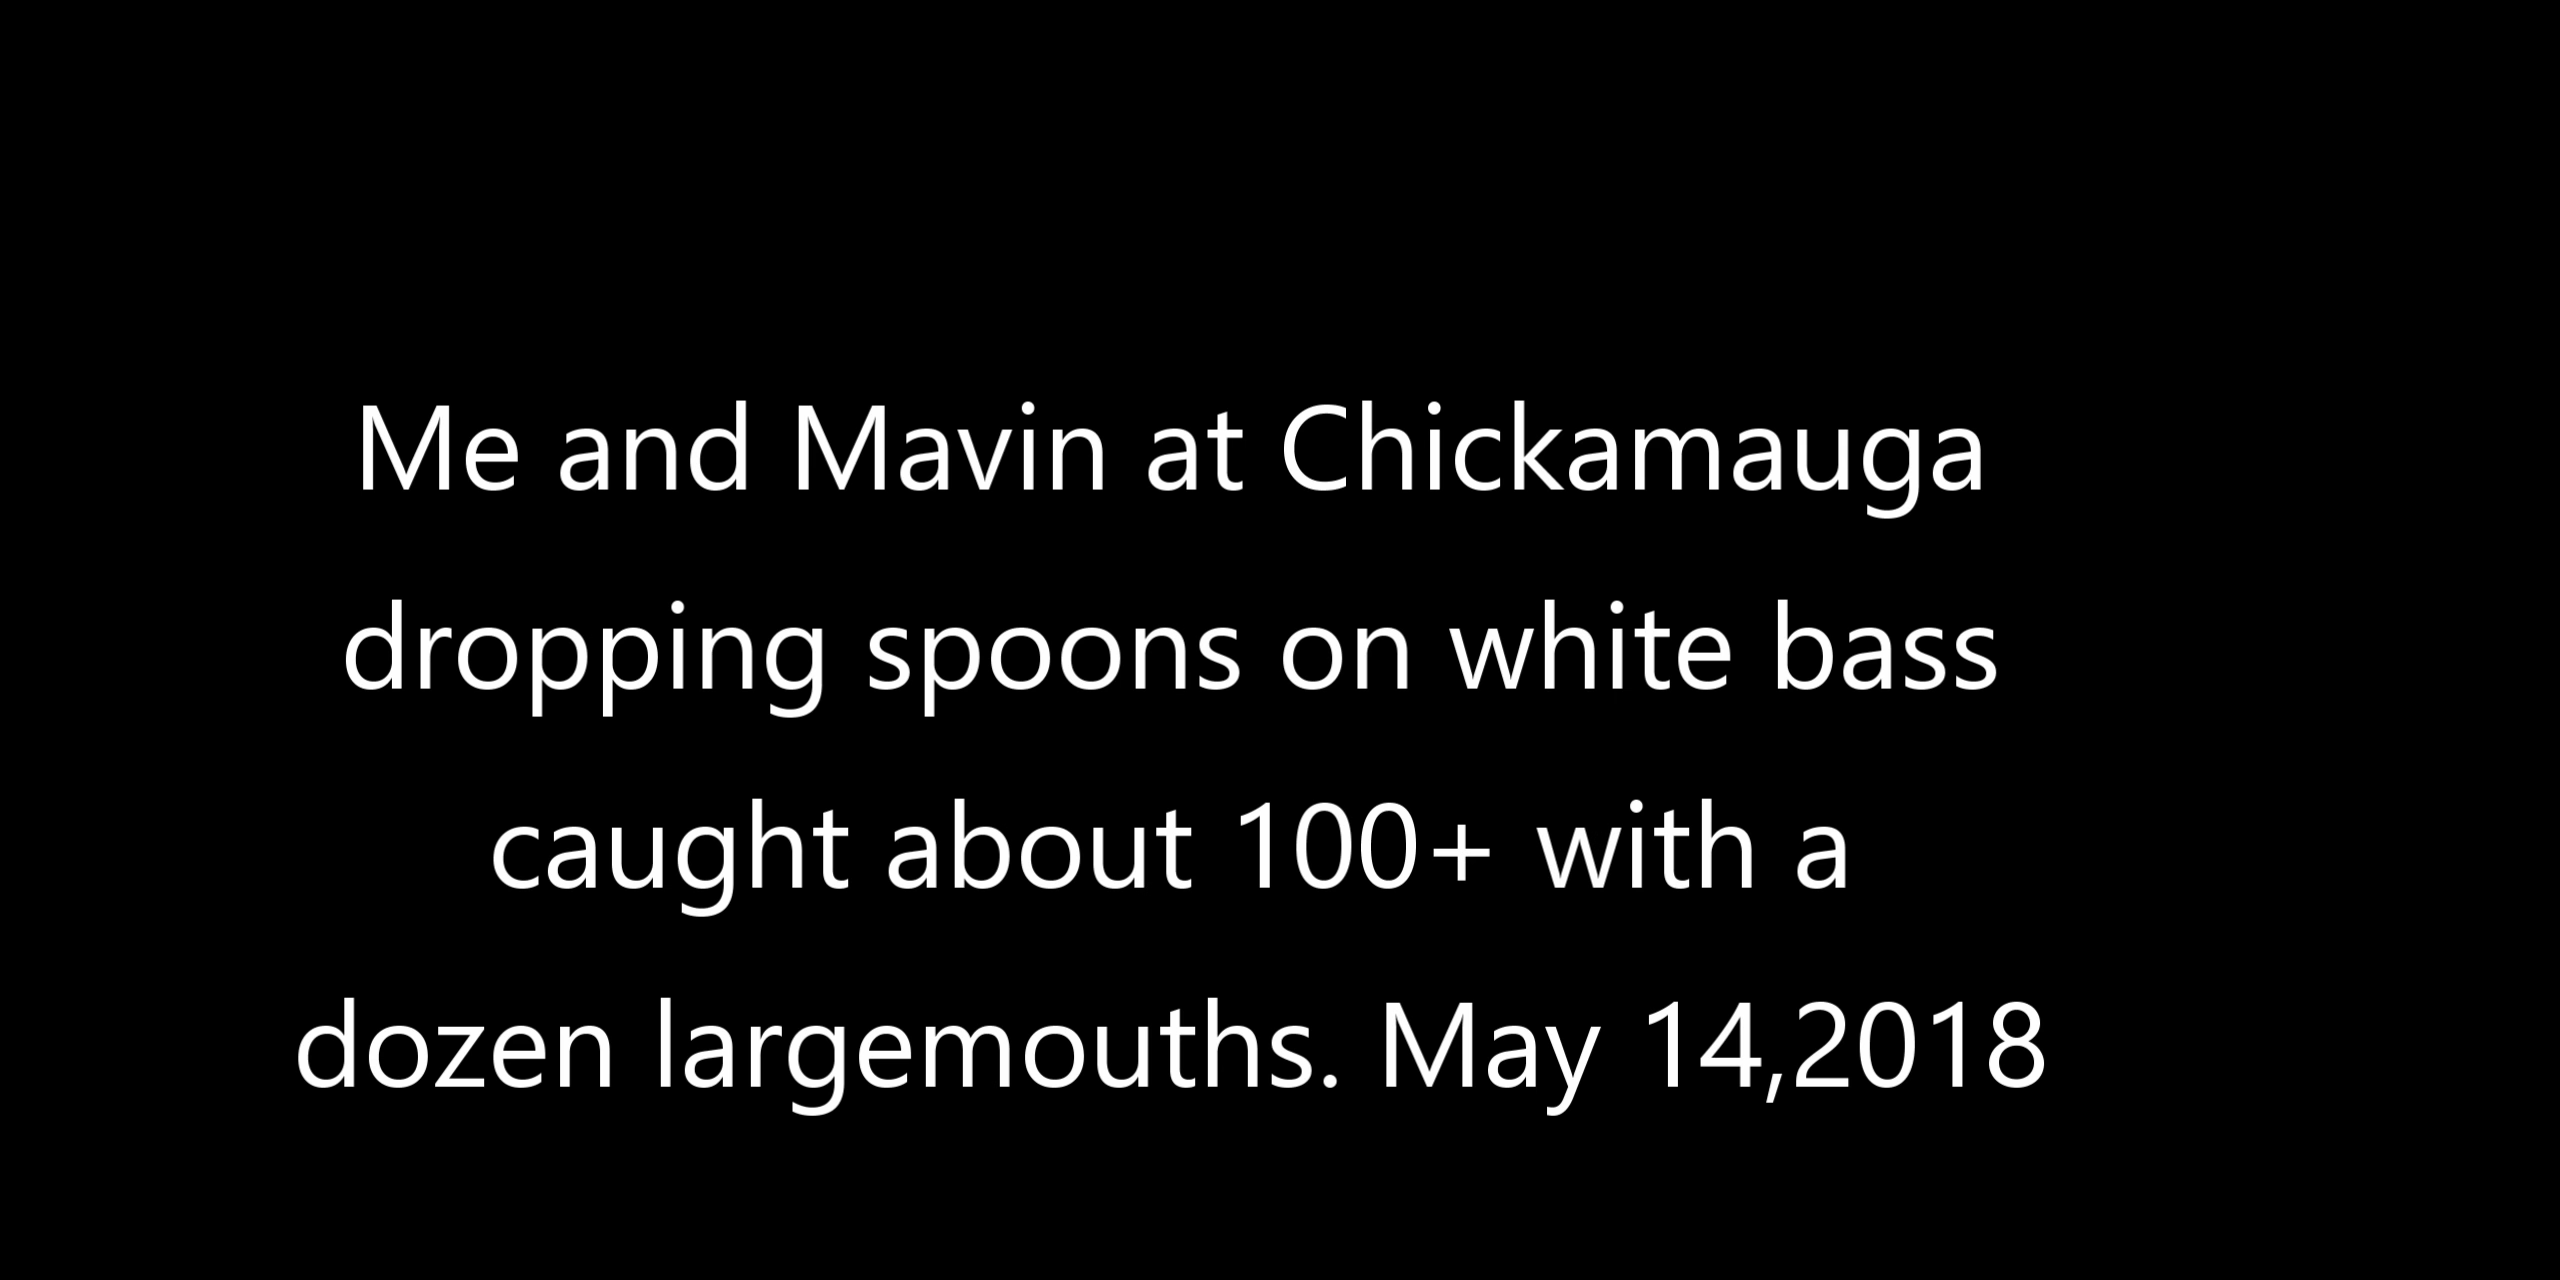 Me and Mavin at Chickamauga
dropping spoons on white bass
caught about 100+ with a
dozen largemouths. May 14,2018